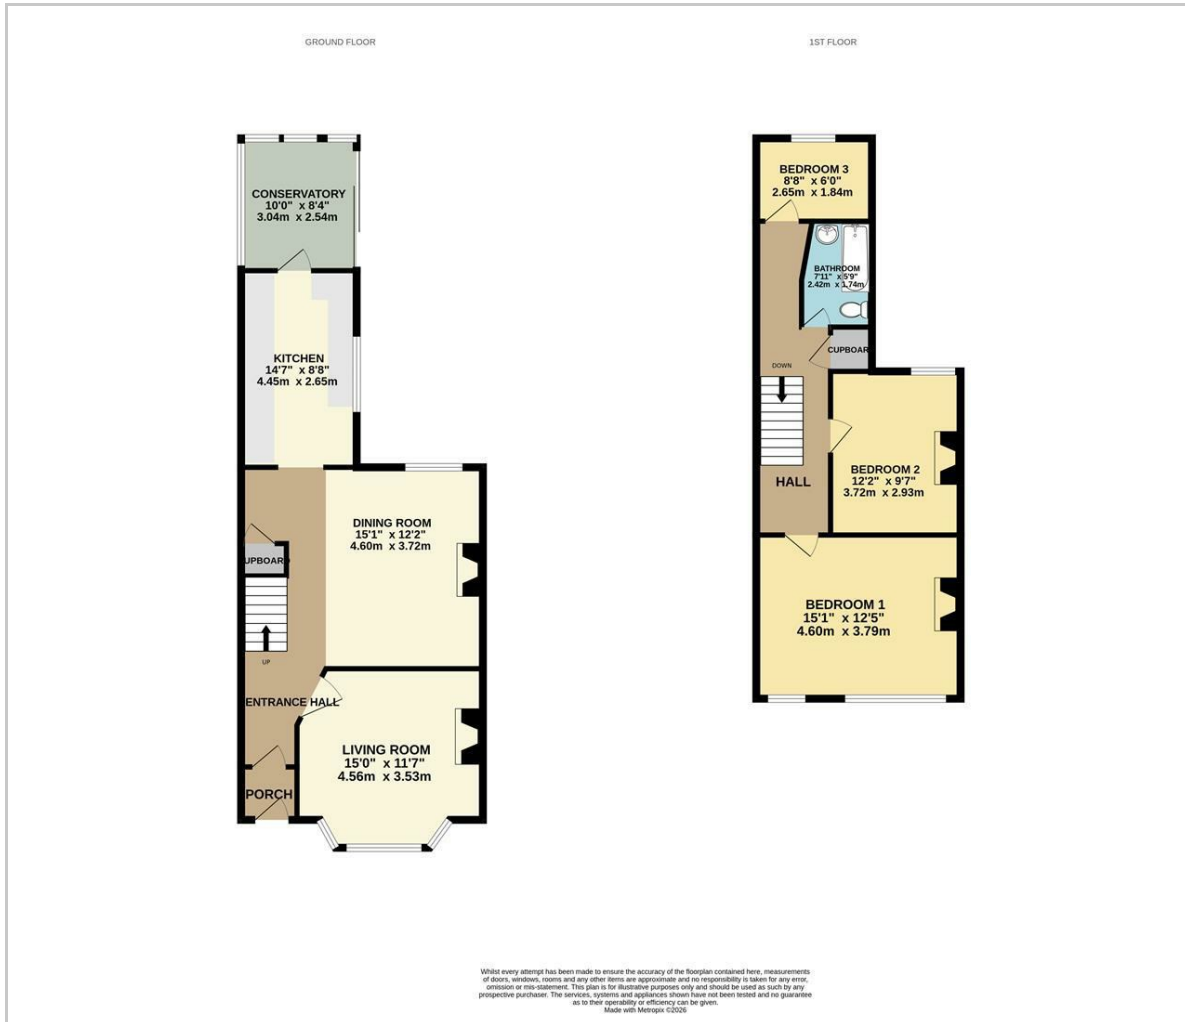 GROUND FLOOR
CONSERVATORY
10'0" x 8'4"
3.04m x 2.54m
KITCHEN
14'7" x 8'8"
4.45m x 2.65m
DINING ROOM
15'1" x 12'2"
4.60m x 3.72m
UPBOARD
UP
ENTRANCE HALL
LIVING ROOM
15'0" x 11'7"
4.56m x 3.53m
PORCH
1ST FLOOR
BEDROOM 3
8'8" x 6'0"
2.65m x 1.84m
BATHROOM
7'11" x 5'9"
2.42m x 1.74m
CUPBOAR
DOWN
BEDROOM 2
12'2" x 9'7"
3.72m x 2.93m
HALL
BEDROOM 1
15'1" x 12'5"
4.60m x 3.79m
Whilst every attempt has been made to ensure the accuracy of the floorplan contained here, measurements
of doors, windows, rooms and any other items are approximate and no responsibility is taken for any error,
omission or mis-statement. This plan is for illustrative purposes only and should be used as such by any
prospective purchaser. The services, systems and appliances shown have not been tested and no guarantee
as to their operability or efficiency can be given.
Made with Metropix ©2026